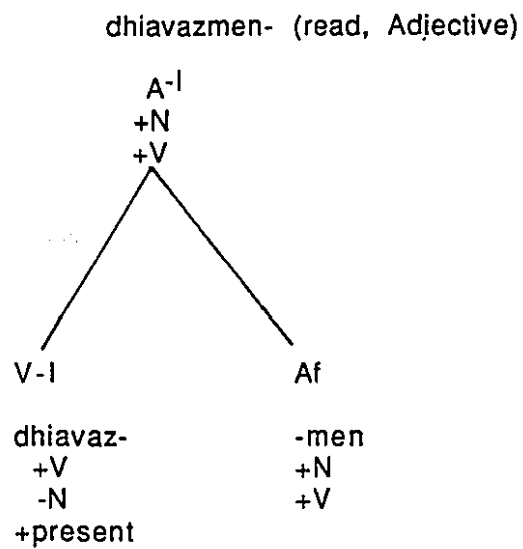 dhiavazmen- (read, Adjective)
A-I
+N
+V
V-I Af
dhiavaz- -men
+V +N
-N +V
+present